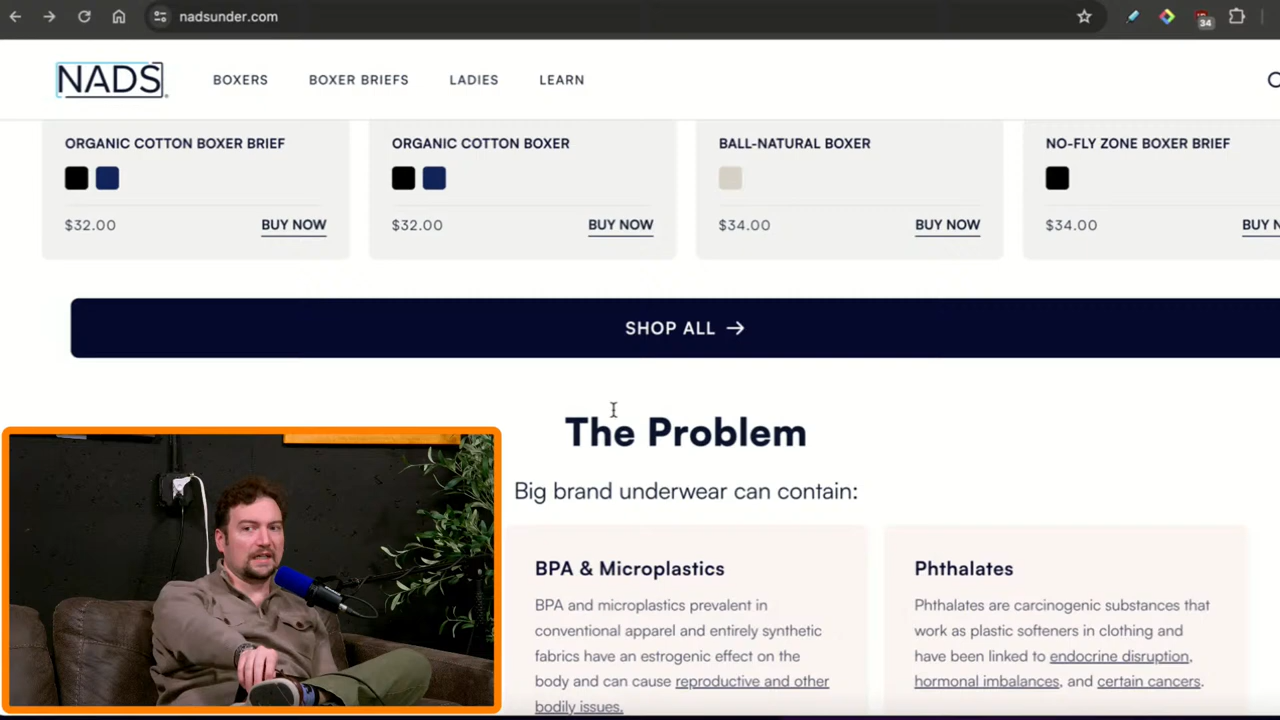 nadsunder.com
34
NADS
BOXERS
BOXER BRIEFS
LADIES
LEARN
ORGANIC COTTON BOXER BRIEF
$32.00
BUY NOW
ORGANIC COTTON BOXER
$32.00
BUY NOW
BALL-NATURAL BOXER
$34.00
BUY NOW
NO-FLY ZONE BOXER BRIEF
$34.00
BUY N
SHOP ALL →
The Problem
Big brand underwear can contain:
BPA & Microplastics
BPA and microplastics prevalent in
conventional apparel and entirely synthetic
fabrics have an estrogenic effect on the
body and can cause reproductive and other
bodily issues.
Phthalates
Phthalates are carcinogenic substances that
work as plastic softeners in clothing and
have been linked to endocrine disruption,
hormonal imbalances, and certain cancers.